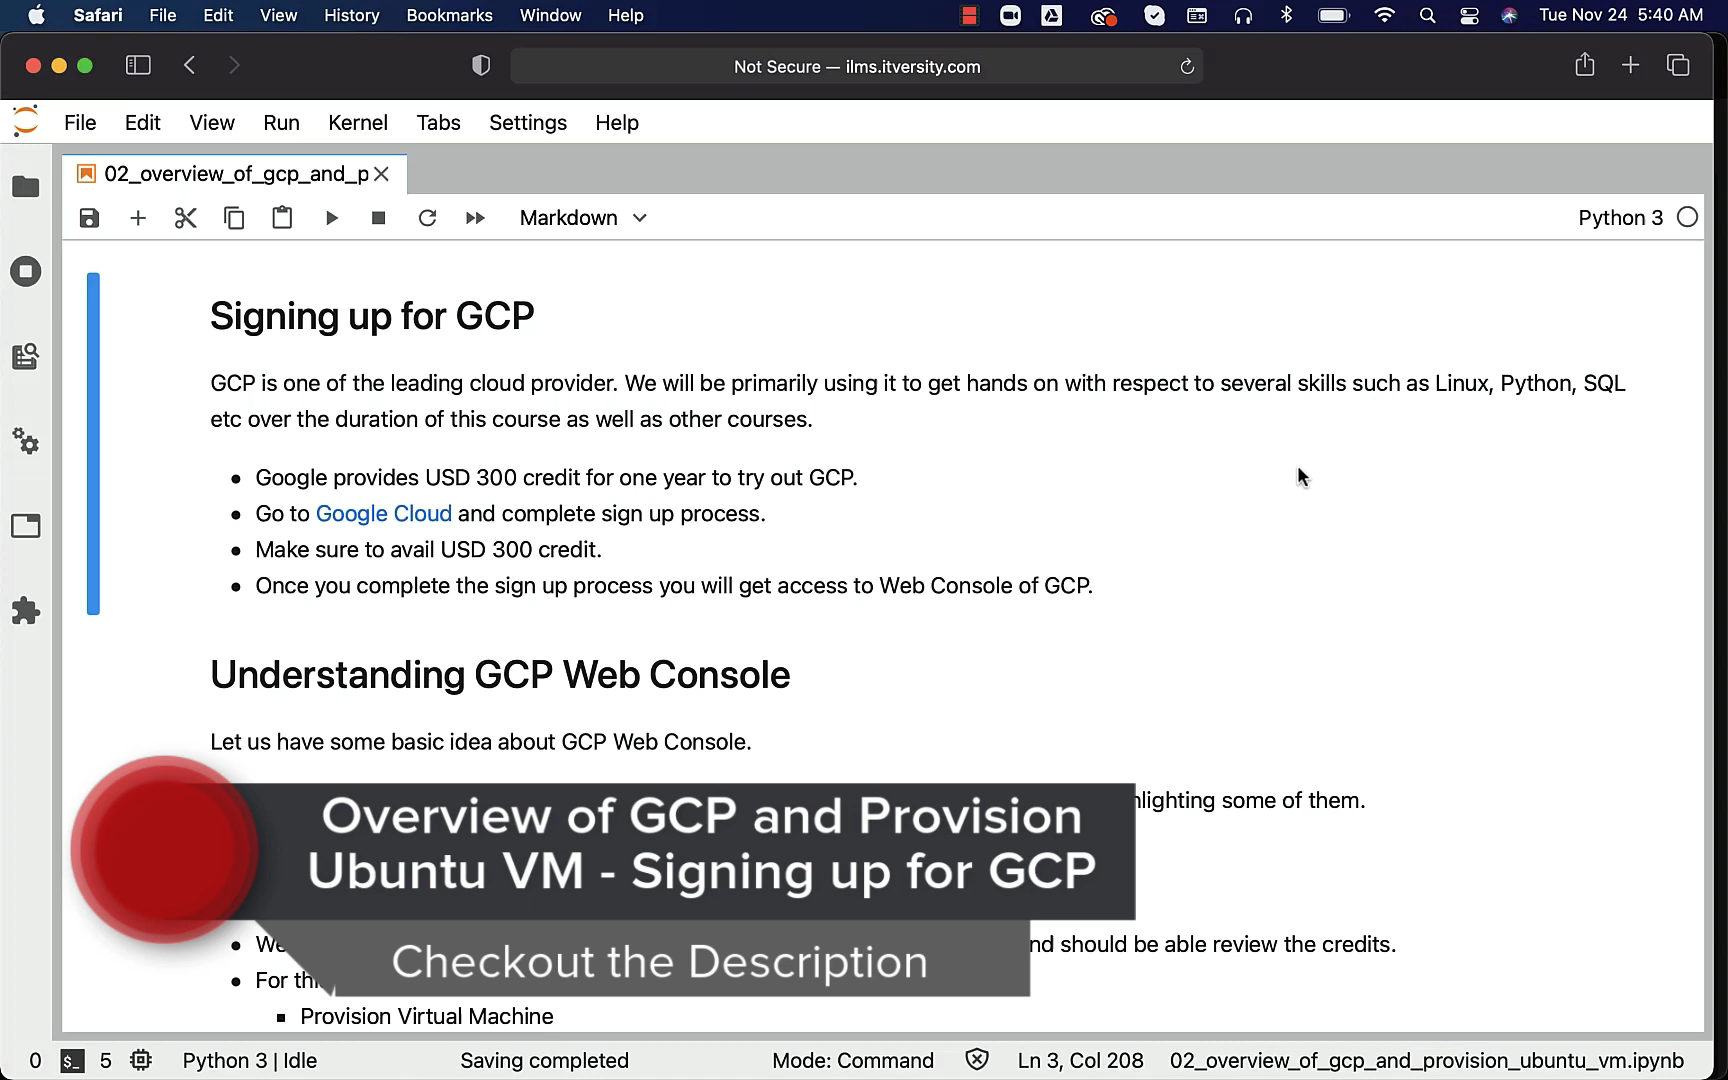 Safari File Edit View History Bookmarks Window Help Tue Nov 24 5:40 AM
Not Secure — ilms.itversity.com
File Edit View Run Kernel Tabs Settings Help
02_overview_of_gcp_and_p
Markdown Python 3
Signing up for GCP
GCP is one of the leading cloud provider. We will be primarily using it to get hands on with respect to several skills such as Linux, Python, SQL
etc over the duration of this course as well as other courses.
Google provides USD 300 credit for one year to try out GCP.
Go to Google Cloud and complete sign up process.
Make sure to avail USD 300 credit.
Once you complete the sign up process you will get access to Web Console of GCP.
Understanding GCP Web Console
Let us have some basic idea about GCP Web Console.
hlighting some of them.
Overview of GCP and Provision
Ubuntu VM - Signing up for GCP
We nd should be able review the credits.
Checkout the Description
For thi
Provision Virtual Machine
0 $_ 5 Python 3 | Idle Saving completed Mode: Command Ln 3, Col 208 02_overview_of_gcp_and_provision_ubuntu_vm.ipynb